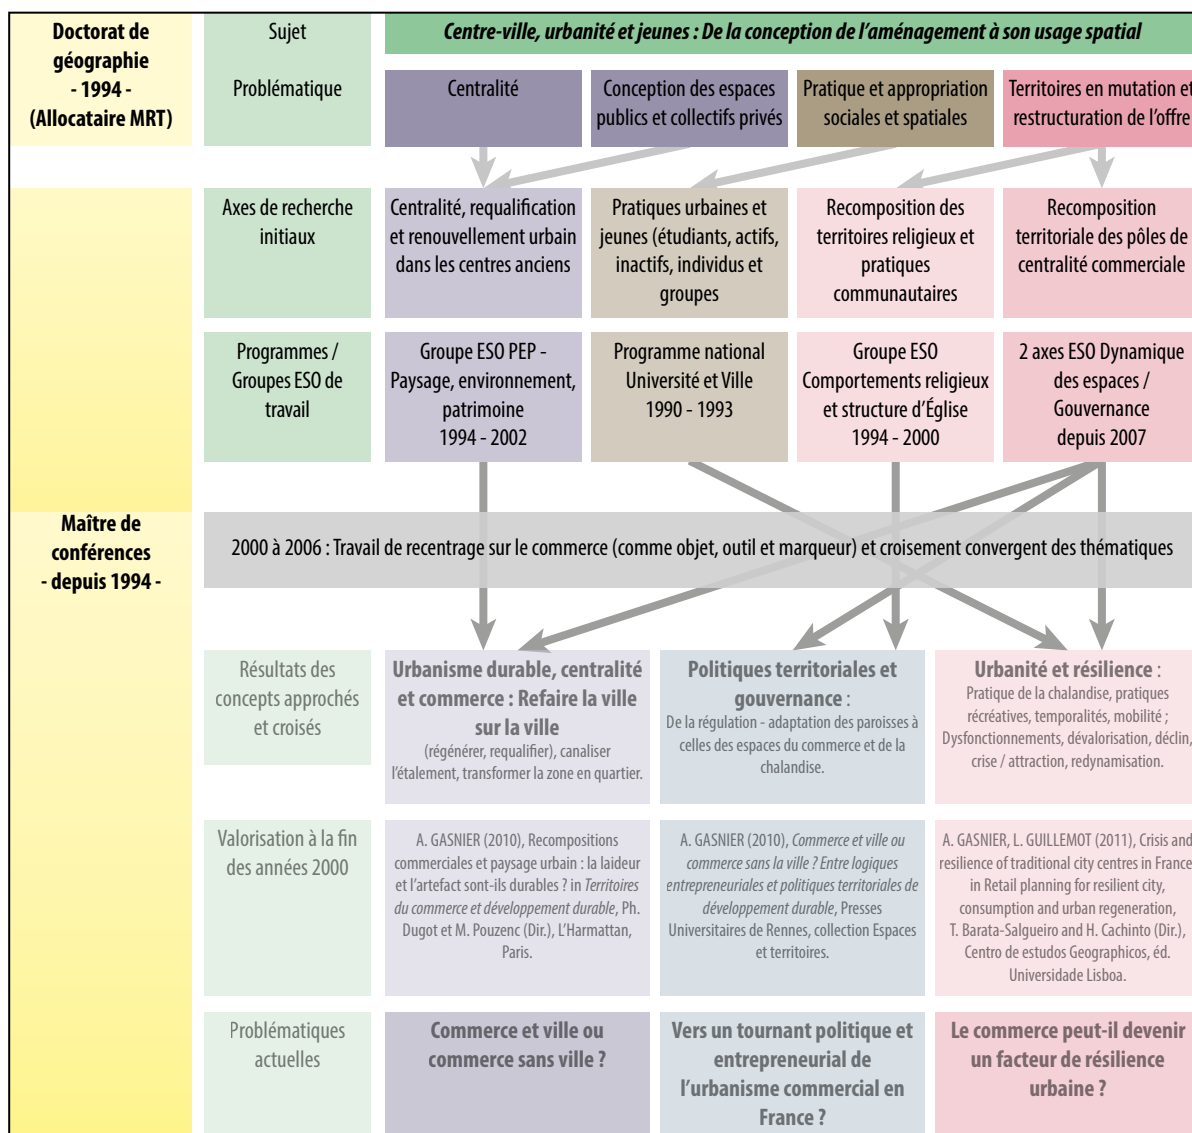 Doctorat de
géographie
- 1994 -
(Allocataire MRT)
Sujet
Centre-ville, urbanité et jeunes : De la conception de l’aménagement à son usage spatial
Problématique
Centralité
Conception des espaces
publics et collectifs privés
Pratique et appropriation
sociales et spatiales
Territoires en mutation et
restructuration de l’offre
Axes de recherche
initiaux
Centralité, requalification
et renouvellement urbain
dans les centres anciens
Pratiques urbaines et
jeunes (étudiants, actifs,
inactifs, individus et
groupes
Recomposition des
territoires religieux et
pratiques
communautaires
Recomposition
territoriale des pôles de
centralité commerciale
Programmes /
Groupes ESO de
travail
Groupe ESO PEP -
Paysage, environnement,
patrimoine
1994 - 2002
Programme national
Université et Ville
1990 - 1993
Groupe ESO
Comportements religieux
et structure d’Église
1994 - 2000
2 axes ESO Dynamique
des espaces /
Gouvernance
depuis 2007
Maître de
conférences
- depuis 1994 -
2000 à 2006 : Travail de recentrage sur le commerce (comme objet, outil et marqueur) et croisement convergent des thématiques
Résultats des
concepts approchés
et croisés
Urbanisme durable, centralité
et commerce : Refaire la ville
sur la ville
(régénérer, requalifier), canaliser
l’étalement, transformer la zone en quartier.
Politiques territoriales et
gouvernance :
De la régulation - adaptation des paroisses à
celles des espaces du commerce et de la
chalandise.
Urbanité et résilience :
Pratique de la chalandise, pratiques
récréatives, temporalités, mobilité ;
Dysfonctionnements, dévalorisation, déclin,
crise / attraction, redynamisation.
Valorisation à la fin
des années 2000
A. GASNIER (2010), Recompositions
commerciales et paysage urbain : la laideur
et l’artefact sont-ils durables ? in Territoires
du commerce et développement durable, Ph.
Dugot et M. Pouzenc (Dir.), L’Harmattan,
Paris.
A. GASNIER (2010), Commerce et ville ou
commerce sans la ville ? Entre logiques
entrepreneuriales et politiques territoriales de
développement durable, Presses
Universitaires de Rennes, collection Espaces
et territoires.
A. GASNIER, L. GUILLEMOT (2011), Crisis and
resilience of traditional city centres in France
in Retail planning for resilient city,
consumption and urban regeneration,
T. Barata-Salgueiro and H. Cachinto (Dir.),
Centro de estudos Geographicos, éd.
Universidade Lisboa.
Problématiques
actuelles
Commerce et ville ou
commerce sans ville ?
Vers un tournant politique et
entrepreneurial de
l’urbanisme commercial en
France ?
Le commerce peut-il devenir
un facteur de résilience
urbaine ?